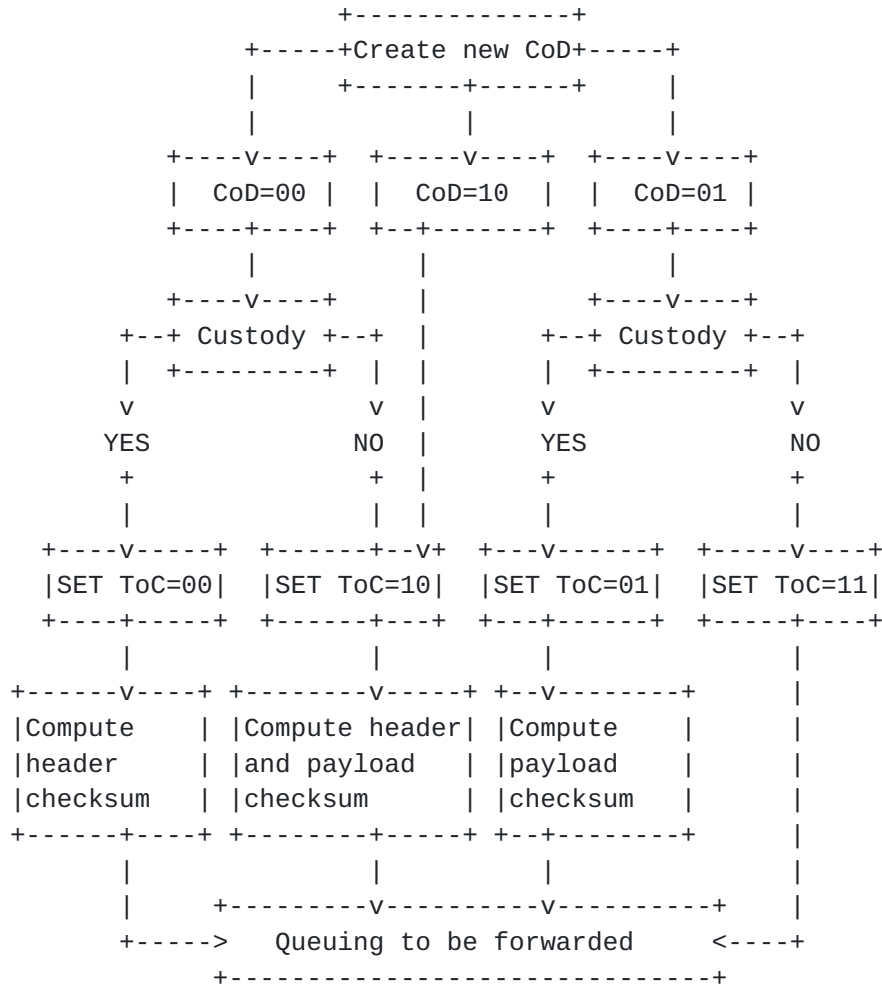 Create new CoD
CoD=00 CoD=10 CoD=01
Custody Custody
YES NO YES NO
SET ToC=00 SET ToC=10 SET ToC=01 SET ToC=11
Compute header checksum
Compute header and payload checksum
Compute payload checksum
Queuing to be forwarded